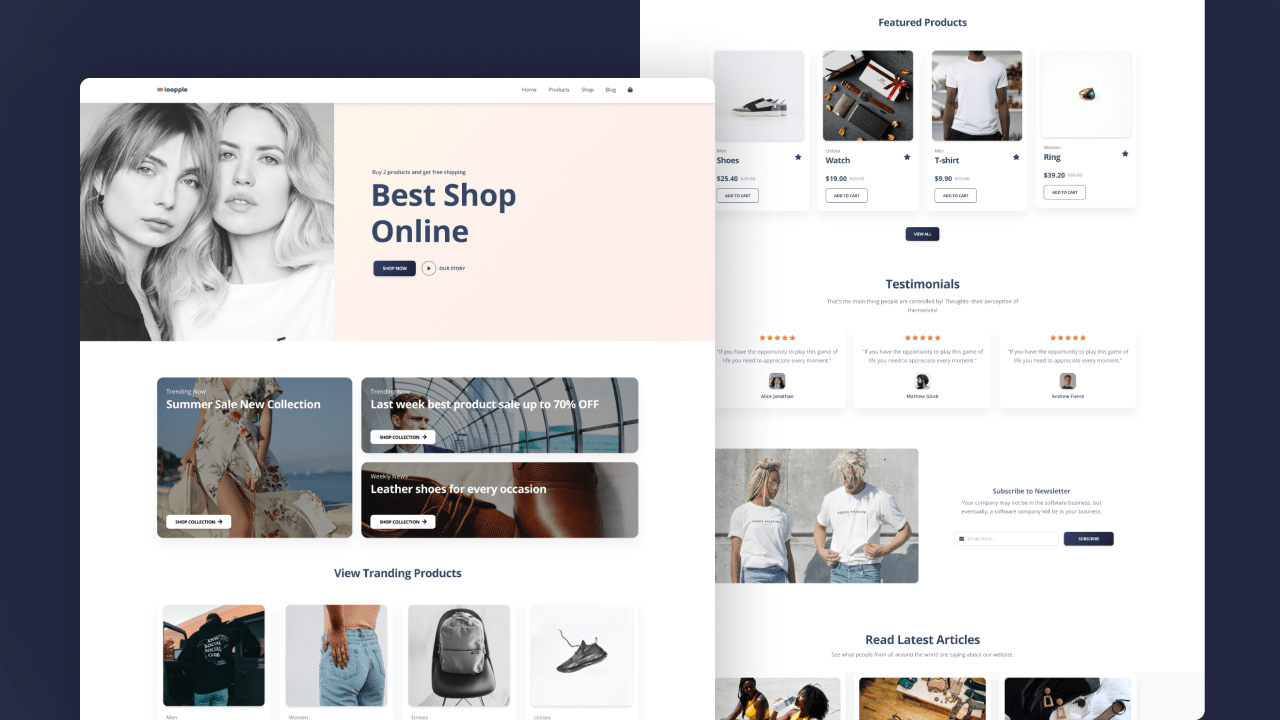 loopple
Home Products Shop Blog
Buy 2 products and get free shipping
Best Shop
Online
SHOP NOW OUR STORY
Trending Now
Summer Sale New Collection
SHOP COLLECTION
Trending Now
Last week best product sale up to 70% OFF
SHOP COLLECTION
Weekly News
Leather shoes for every occasion
SHOP COLLECTION
View Tranding Products
ANTI
SOCIAL
SOCIAL
CLUB
Men Women Unisex Unisex
Featured Products
Men
Shoes
$25.40
ADD TO CART
Unisex
Watch
$19.00
ADD TO CART
Men
T-shirt
$9.90
ADD TO CART
Women
Ring
$39.20
ADD TO CART
VIEW ALL
Testimonials
That's the main thing people are controlled by! Thoughts- their perception of
themselves!
"If you have the opportunity to play this game of
life you need to appreciate every moment."
Alice Jonathan
"If you have the opportunity to play this game of
life you need to appreciate every moment."
Mathew Glock
"If you have the opportunity to play this game of
life you need to appreciate every moment."
Andrew Fierce
Subscribe to Newsletter
Your company may not be in the software business, but
eventually, a software company will be in your business.
Email Here...
SUBSCRIBE
Read Latest Articles
See what people from all around the world are saying about our website.